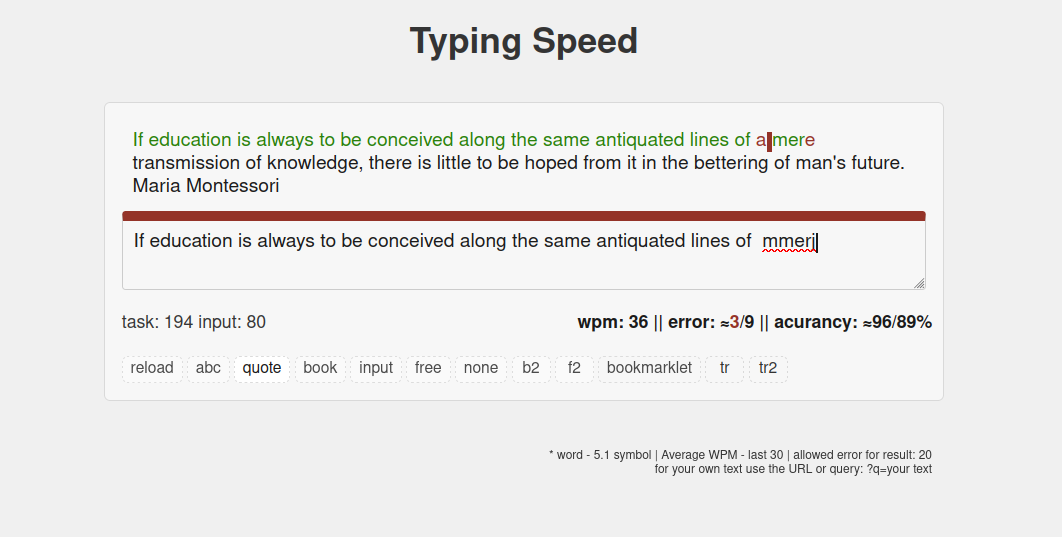 Typing Speed
If education is always to be conceived along the same antiquated lines of a mere
transmission of knowledge, there is little to be hoped from it in the bettering of man's future.
Maria Montessori
If education is always to be conceived along the same antiquated lines of  mmerj
task: 194 input: 80
wpm: 36 || error: ≈3/9 || acurancy: ≈96/89%
reload abc quote book input free none b2 f2 bookmarklet tr tr2
* word - 5.1 symbol | Average WPM - last 30 | allowed error for result: 20
for your own text use the URL or query: ?q=your text